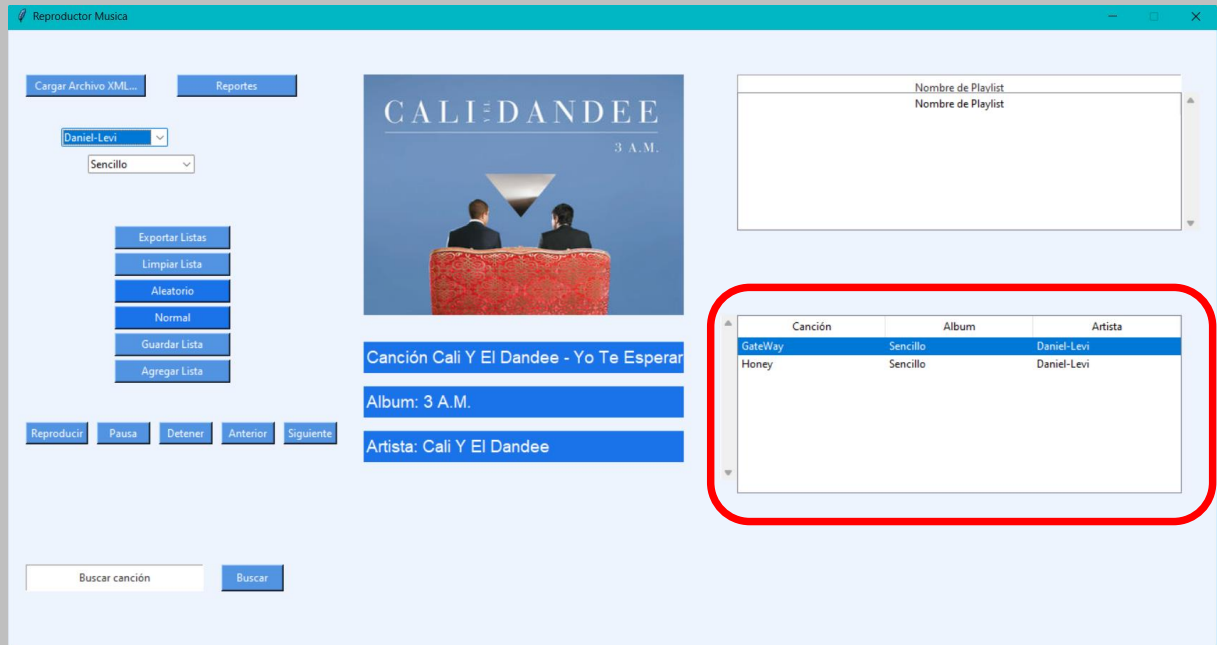 Reproductor Musica
Cargar Archivo XML...
Reportes
Daniel-Levi
Sencillo
Exportar Listas
Limpiar Lista
Aleatorio
Normal
Guardar Lista
Agregar Lista
Reproducir
Pausa
Detener
Anterior
Siguiente
Buscar canción
Buscar
CALI DANDEE
3 A.M.
Canción Cali Y El Dandee - Yo Te Esperar
Album: 3 A.M.
Artista: Cali Y El Dandee
Nombre de Playlist
Nombre de Playlist
Canción Album Artista
GateWay Sencillo Daniel-Levi
Honey Sencillo Daniel-Levi